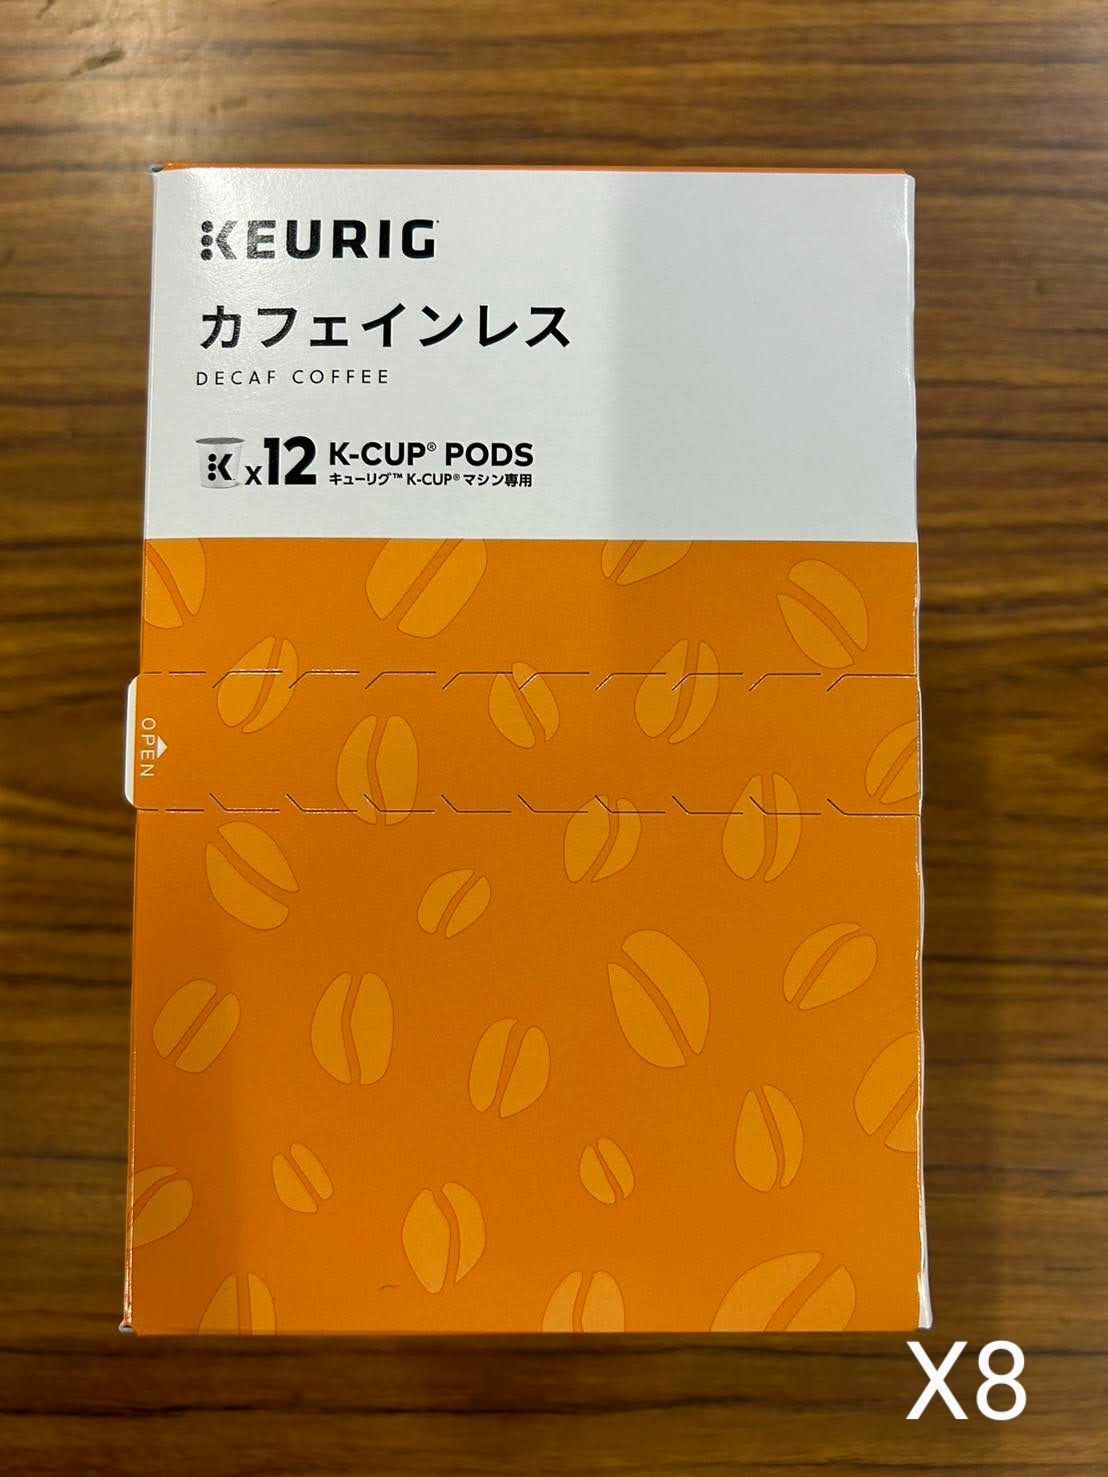 KEURIG
カフェインレス
DECAF COFFEE
K x12 K-CUP® PODS
キューリグ™ K-CUP® マシン専用
OPEN
X8